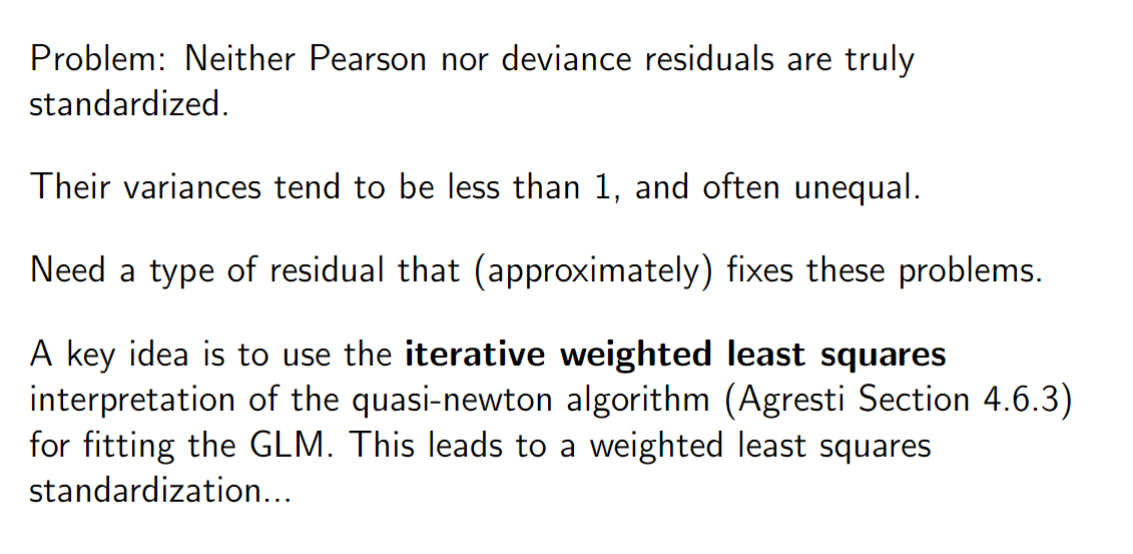 Problem: Neither Pearson nor deviance residuals are truly
standardized.
Their variances tend to be less than 1, and often unequal.
Need a type of residual that (approximately) fixes these problems.
A key idea is to use the iterative weighted least squares
interpretation of the quasi-newton algorithm (Agresti Section 4.6.3)
for fitting the GLM. This leads to a weighted least squares
standardization...